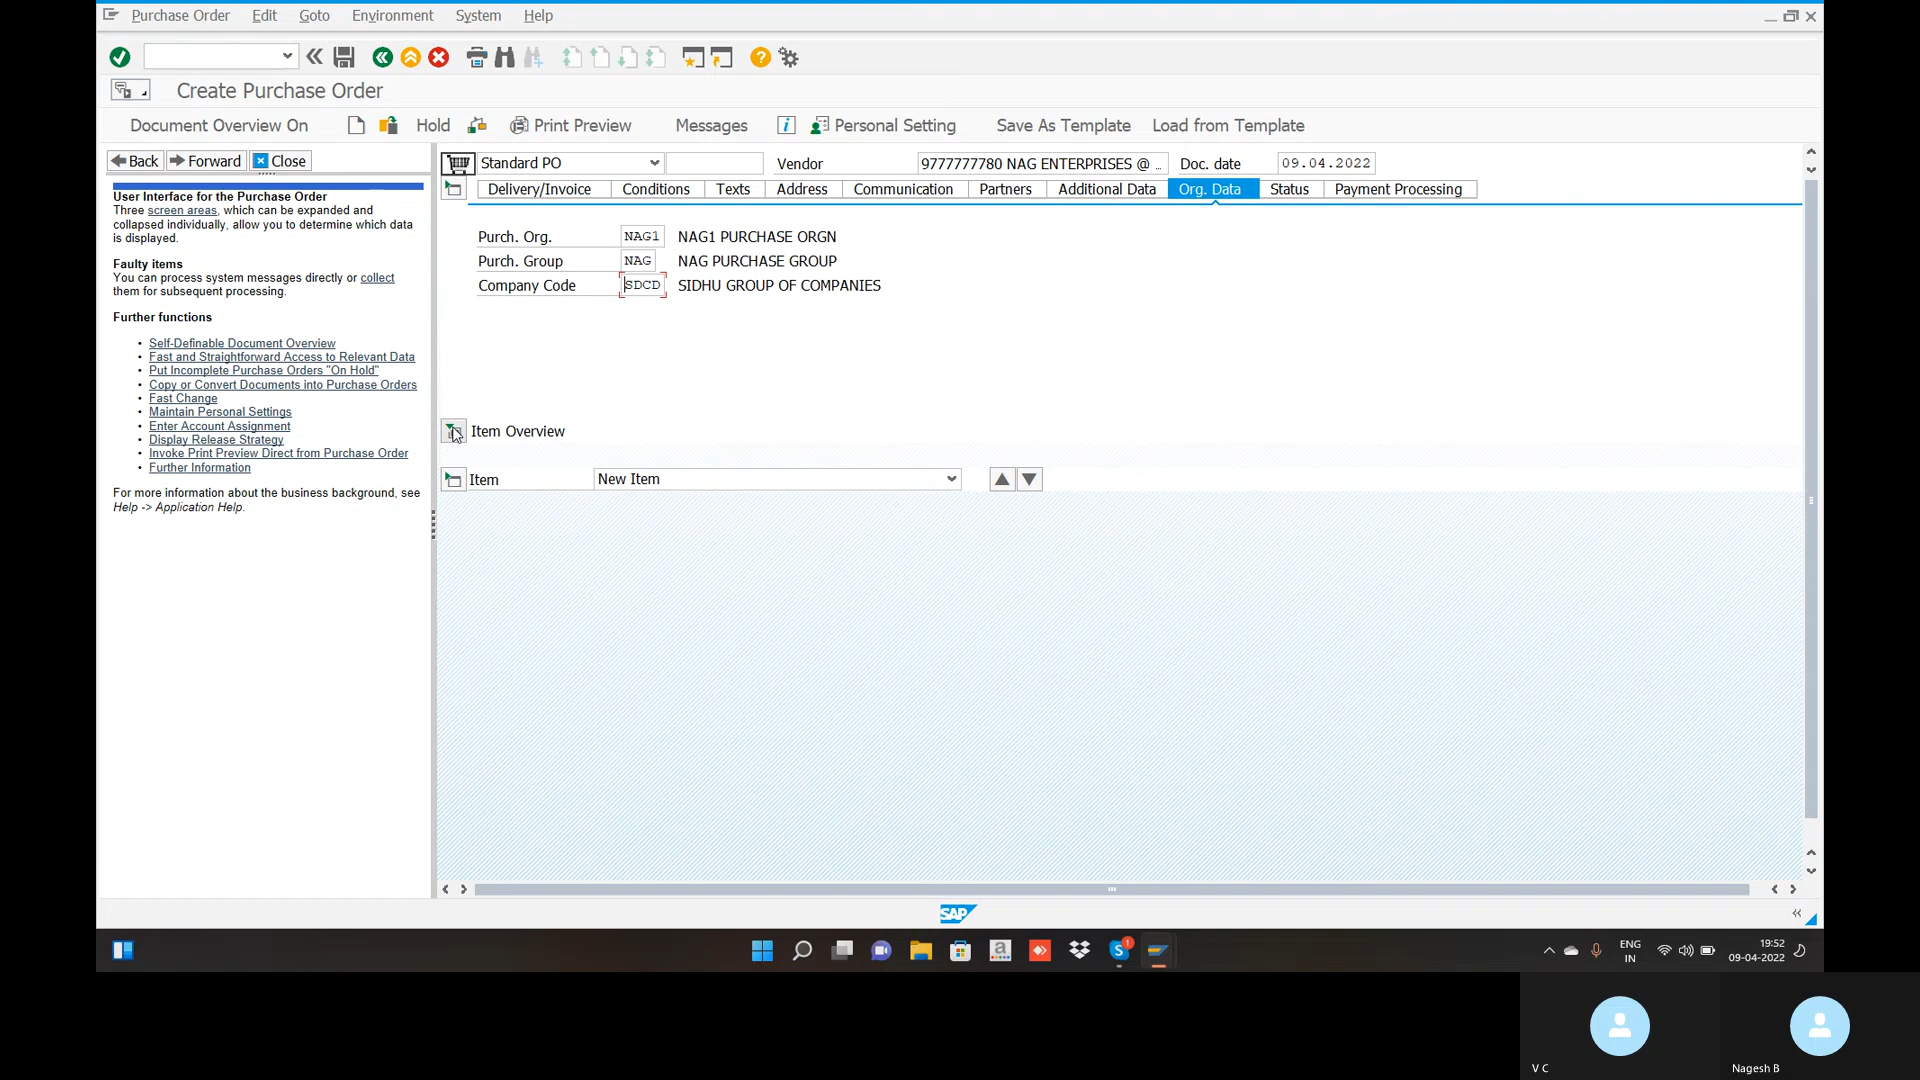 Purchase Order Edit Goto Environment System Help
Create Purchase Order
Document Overview On Hold Print Preview Messages Personal Setting Save As Template Load from Template
Back Forward Close
Standard PO Vendor 9777777780 NAG ENTERPRISES @ ... Doc. date 09.04.2022
Delivery/Invoice Conditions Texts Address Communication Partners Additional Data Org. Data Status Payment Processing
User Interface for the Purchase Order
Three screen areas, which can be expanded and
collapsed individually, allow you to determine which data
is displayed.
Faulty items
You can process system messages directly or collect
them for subsequent processing.
Further functions
• Self-Definable Document Overview
• Fast and Straightforward Access to Relevant Data
• Put Incomplete Purchase Orders "On Hold"
• Copy or Convert Documents into Purchase Orders
• Fast Change
• Maintain Personal Settings
• Enter Account Assignment
• Display Release Strategy
• Invoke Print Preview Direct from Purchase Order
• Further Information
For more information about the business background, see
Help -> Application Help.
Purch. Org. NAG1 NAG1 PURCHASE ORGN
Purch. Group NAG NAG PURCHASE GROUP
Company Code SDCD SIDHU GROUP OF COMPANIES
Item Overview
Item New Item
SAP
ENG
IN
19:52
09-04-2022
V C
Nagesh B